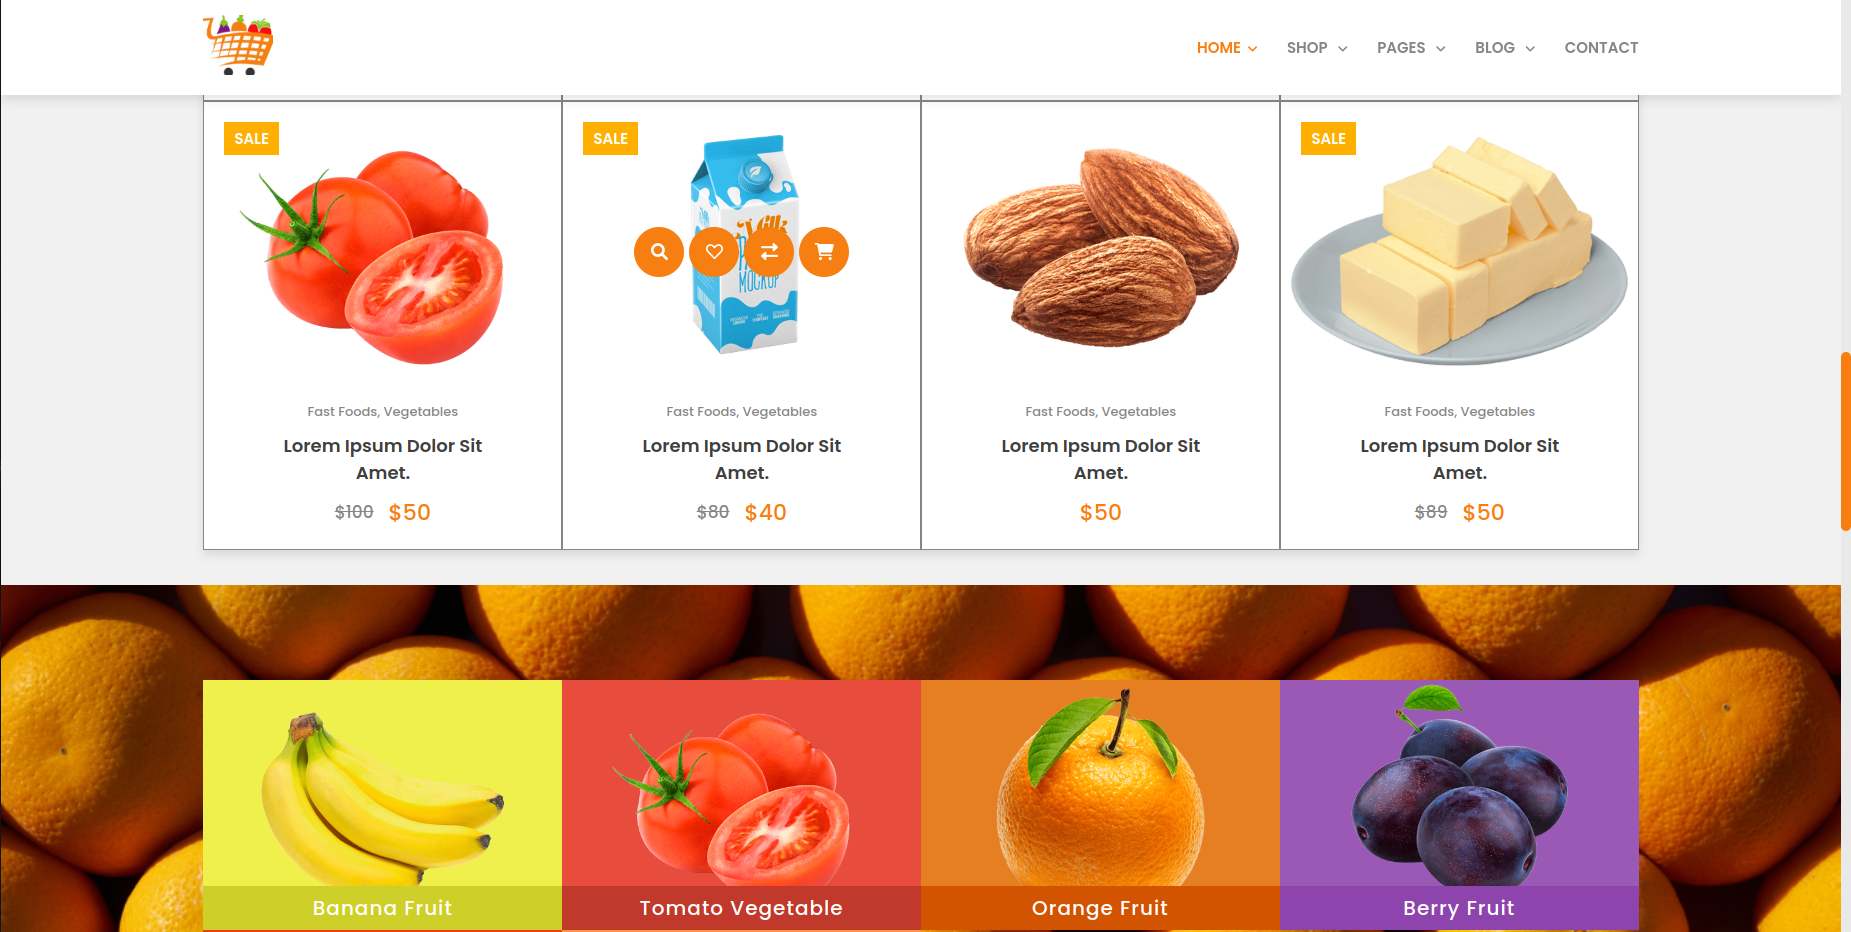 HOME SHOP PAGES BLOG CONTACT
SALE SALE SALE
MOCKUP
Fast Foods, Vegetables Fast Foods, Vegetables Fast Foods, Vegetables Fast Foods, Vegetables
Lorem Ipsum Dolor Sit Lorem Ipsum Dolor Sit Lorem Ipsum Dolor Sit Lorem Ipsum Dolor Sit
Amet. Amet. Amet. Amet.
$100 $50 $80 $40 $50 $89 $50
Banana Fruit Tomato Vegetable Orange Fruit Berry Fruit